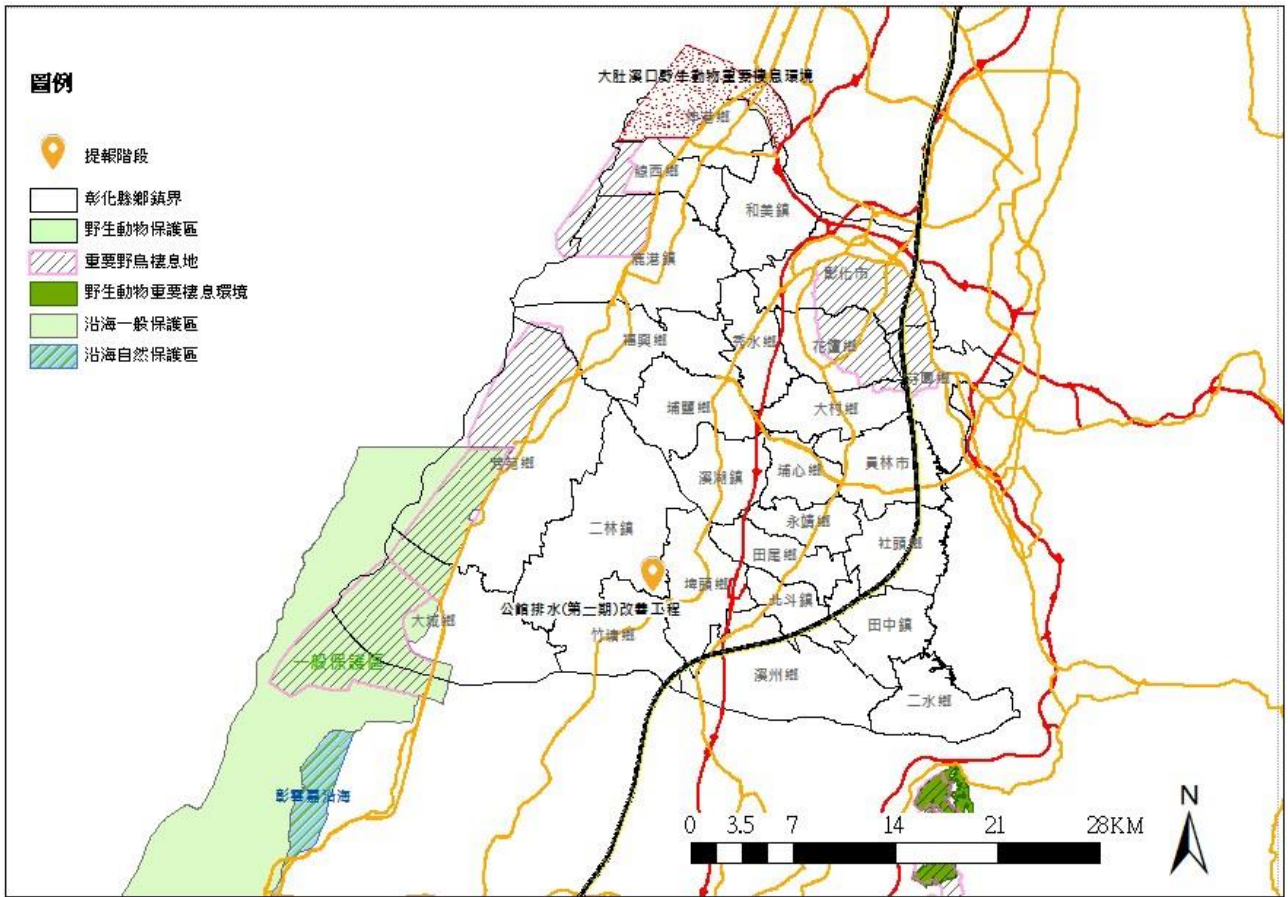 圖例
提報階段
彰化縣鄉鎮界
野生動物保護區
重要野鳥棲息地
野生動物重要棲息環境
沿海一般保護區
沿海自然保護區
大肚溪口野生動物重要棲息環境
伸港鄉
線西鄉
和美鎮
鹿港鎮
彰化市
福興鄉
秀水鄉
花壇鄉
芬園鄉
埔鹽鄉
大村鄉
芳苑鄉
溪湖鎮
埔心鄉
員林市
二林鎮
永靖鄉
社頭鄉
田尾鄉
埤頭鄉
北斗鎮
公館排水(第一期)改善工程
大城鄉
竹塘鄉
田中鎮
一般保護區
溪州鄉
二水鄉
彰雲嘉沿海
N
0 3.5 7 14 21 28KM